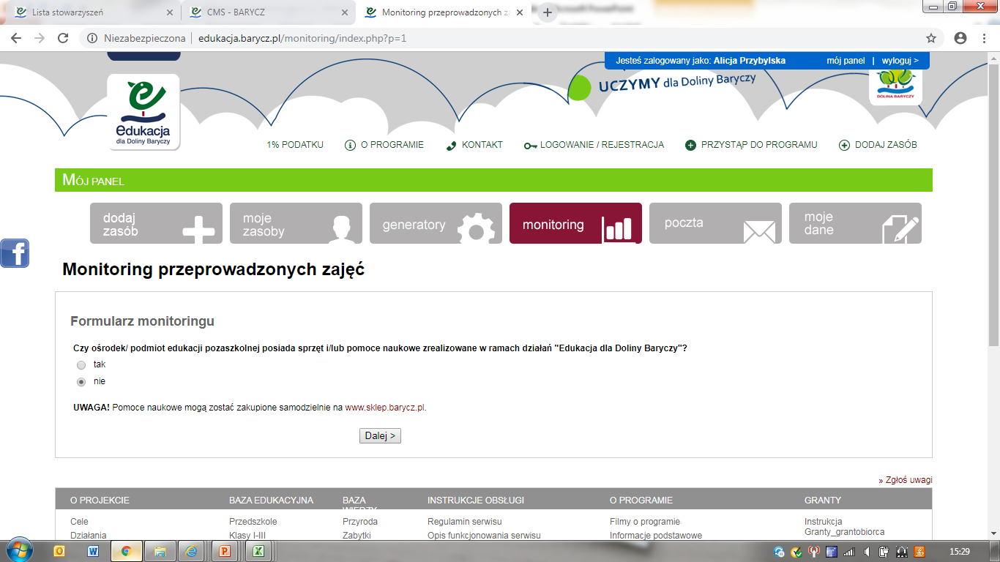 Lista stowarzyszeń
CMS - BARYCZ
Monitoring przeprowadzonych z
Niezabezpieczona
edukacja.barycz.pl/monitoring/index.php?p=1
Jesteś zalogowany jako: Alicja Przybylska
mój panel | wyloguj >
UCZYMY dla Doliny Baryczy
DOLINA BARYCZY
Edukacja
dla Doliny Baryczy
1% PODATKU O PROGRAMIE KONTAKT LOGOWANIE / REJESTRACJA PRZYSTĄP DO PROGRAMU DODAJ ZASÓB
MÓJ PANEL
dodaj
zasób
moje
zasoby
generatory
monitoring
poczta
moje
dane
Monitoring przeprowadzonych zajęć
Formularz monitoringu
Czy ośrodek/ podmiot edukacji pozaszkolnej posiada sprzęt i/lub pomoce naukowe zrealizowane w ramach działań "Edukacja dla Doliny Baryczy"?
tak
nie
UWAGA! Pomoce naukowe mogą zostać zakupione samodzielnie na www.sklep.barycz.pl.
Dalej >
» Zgłoś uwagi
O PROJEKCIE
Cele
Działania
BAZA EDUKACYJNA
Przedszkole
Klasy I-III
BAZA
WIEDZY
Przyroda
Zabytki
INSTRUKCJE OBSŁUGI
Regulamin serwisu
Opis funkcjonowania serwisu
O PROGRAMIE
Filmy o programie
Informacje podstawowe
GRANTY
Instrukcja
Granty_grantobiorca
15:29